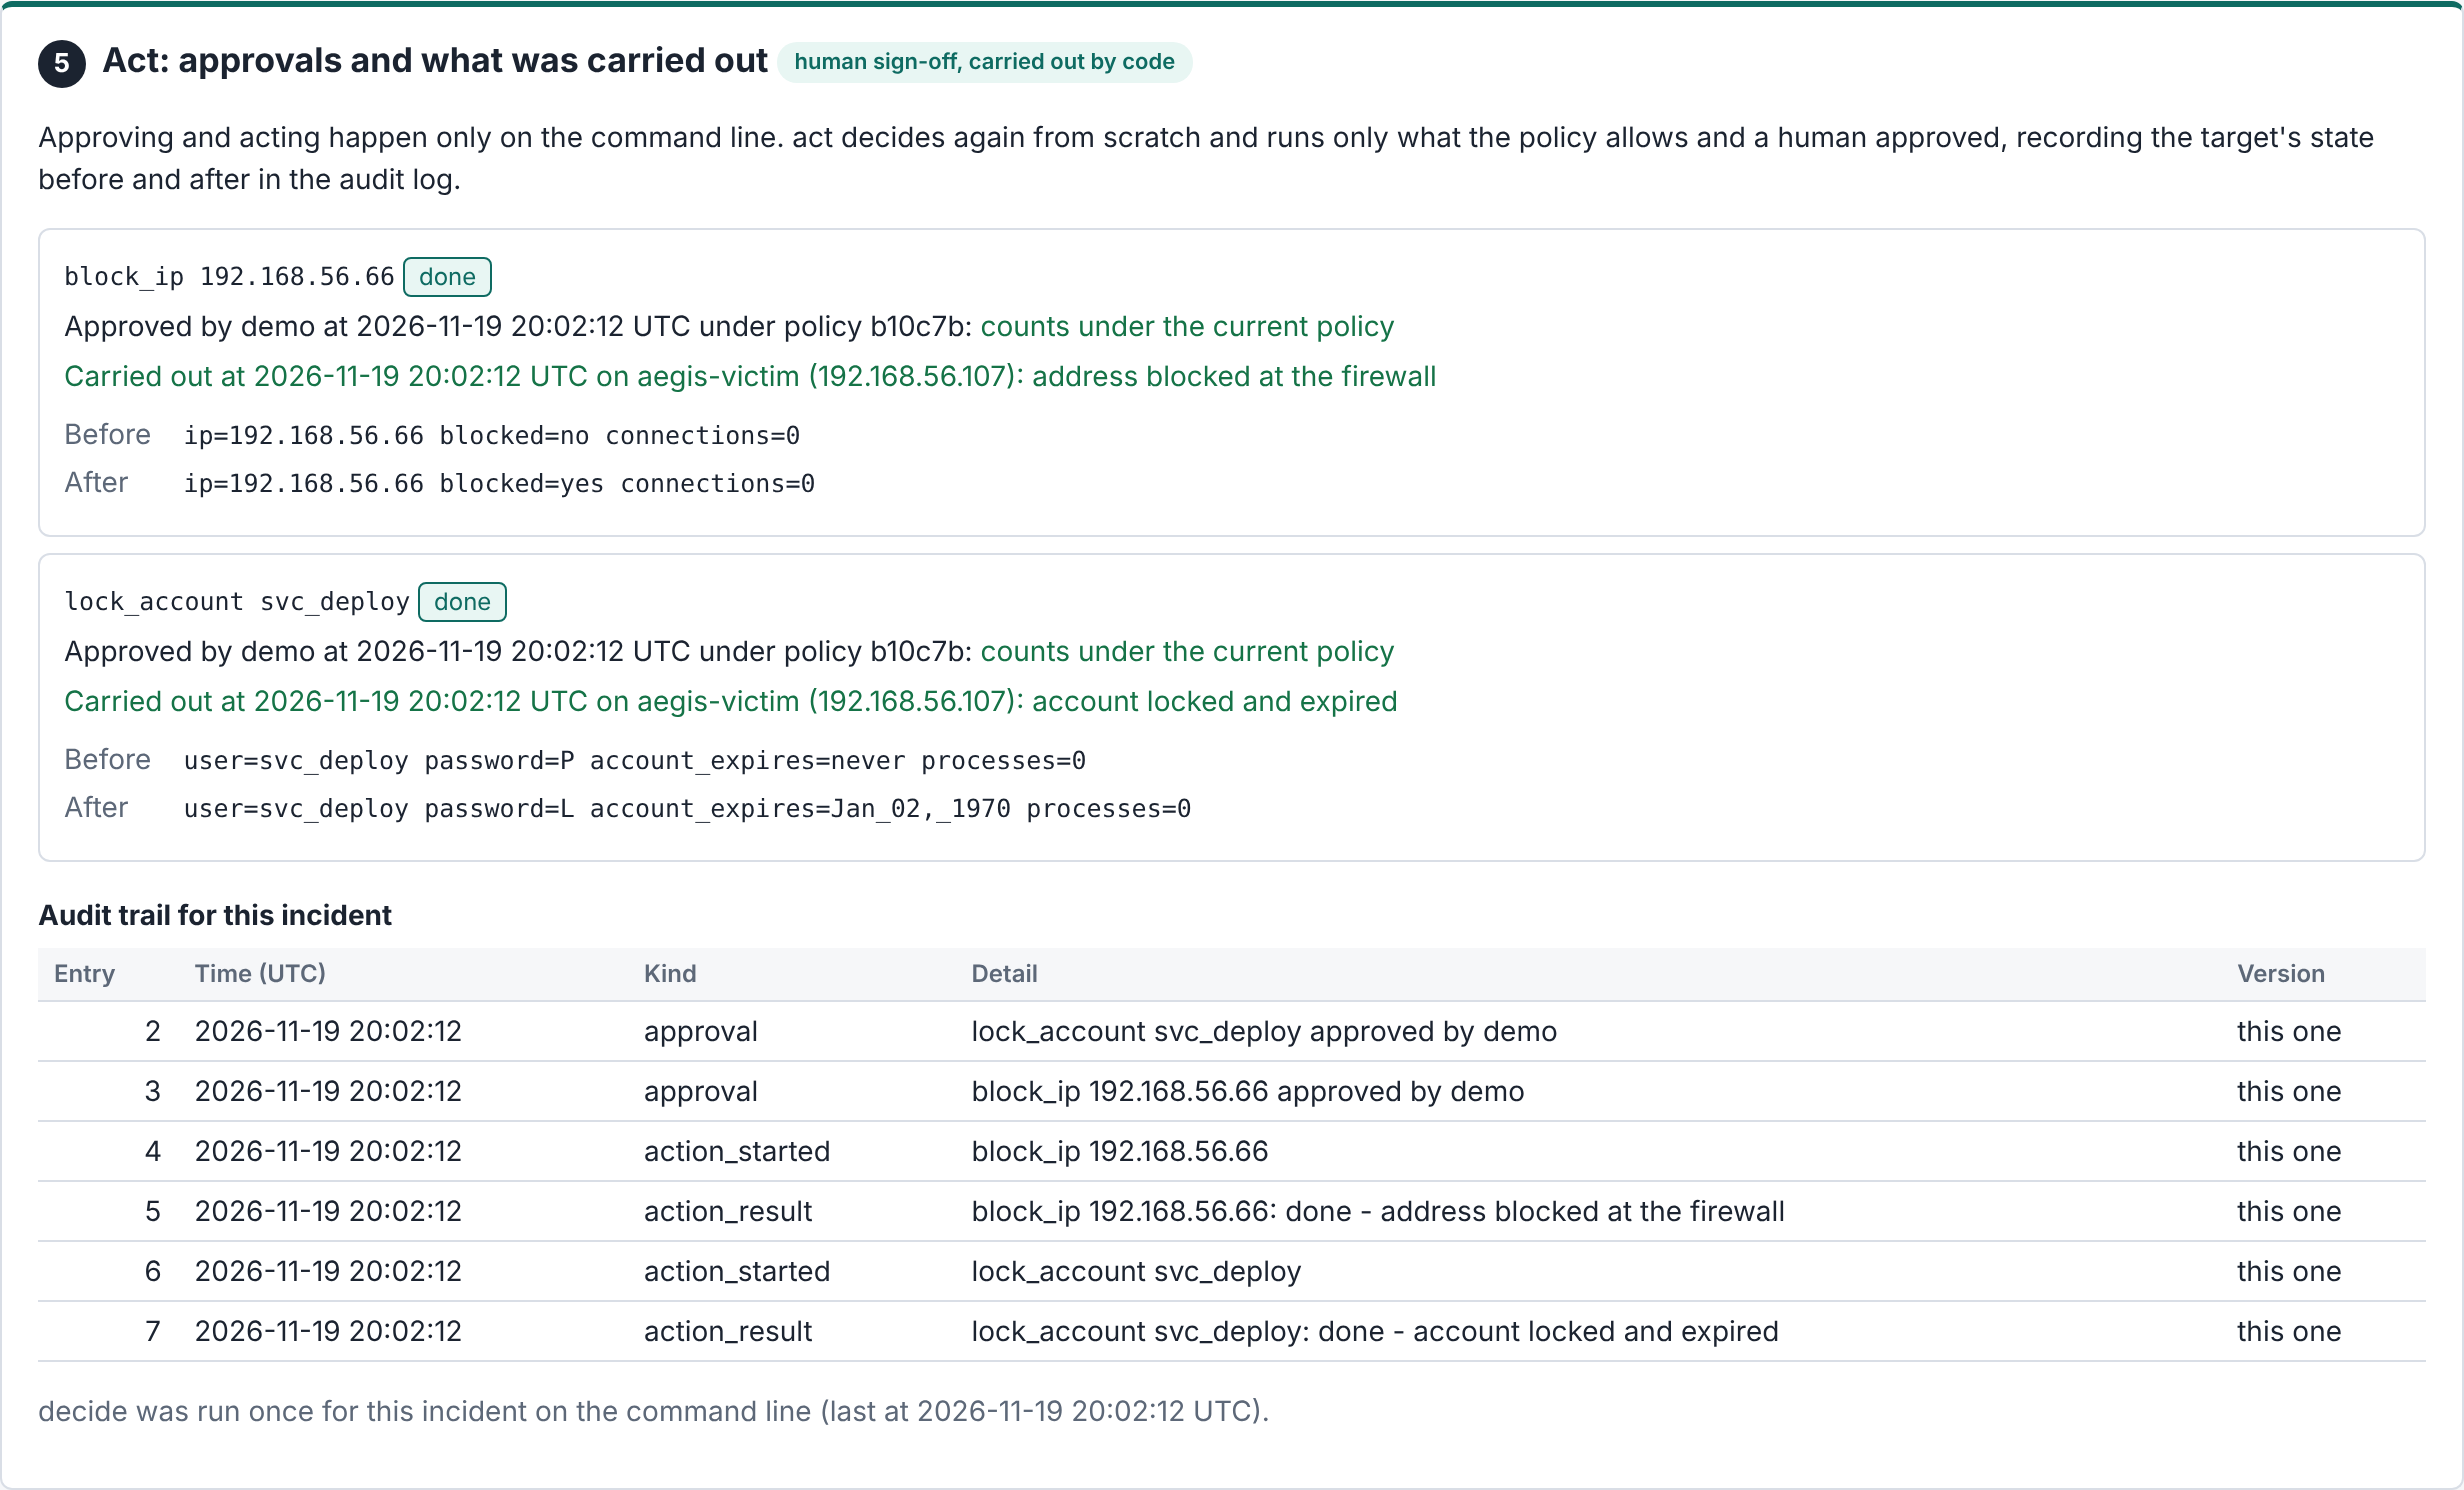 5 Act: approvals and what was carried out human sign-off, carried out by code
Approving and acting happen only on the command line. act decides again from scratch and runs only what the policy allows and a human approved, recording the target's state
before and after in the audit log.
block_ip 192.168.56.66 done
Approved by demo at 2026-11-19 20:02:12 UTC under policy b10c7b: counts under the current policy
Carried out at 2026-11-19 20:02:12 UTC on aegis-victim (192.168.56.107): address blocked at the firewall
Before ip=192.168.56.66 blocked=no connections=0
After ip=192.168.56.66 blocked=yes connections=0
lock_account svc_deploy done
Approved by demo at 2026-11-19 20:02:12 UTC under policy b10c7b: counts under the current policy
Carried out at 2026-11-19 20:02:12 UTC on aegis-victim (192.168.56.107): account locked and expired
Before user=svc_deploy password=P account_expires=never processes=0
After user=svc_deploy password=L account_expires=Jan_02,_1970 processes=0
Audit trail for this incident
Entry Time (UTC) Kind Detail Version
2 2026-11-19 20:02:12 approval lock_account svc_deploy approved by demo this one
3 2026-11-19 20:02:12 approval block_ip 192.168.56.66 approved by demo this one
4 2026-11-19 20:02:12 action_started block_ip 192.168.56.66 this one
5 2026-11-19 20:02:12 action_result block_ip 192.168.56.66: done - address blocked at the firewall this one
6 2026-11-19 20:02:12 action_started lock_account svc_deploy this one
7 2026-11-19 20:02:12 action_result lock_account svc_deploy: done - account locked and expired this one
decide was run once for this incident on the command line (last at 2026-11-19 20:02:12 UTC).